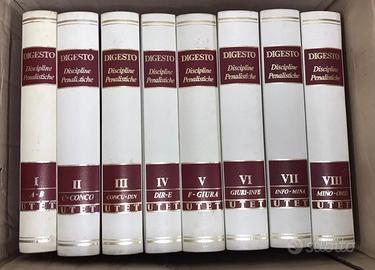 DIGESTO
Discipline
Penalistiche
I
A - B
UTET
DIGESTO
Discipline
Penalistiche
II
C - CONCO
UTET
DIGESTO
Discipline
Penalistiche
III
CONCU - DIN
UTET
DIGESTO
Discipline
Penalistiche
IV
DIR - E
UTET
DIGESTO
Discipline
Penalistiche
V
F - GIURA
UTET
DIGESTO
Discipline
Penalistiche
VI
GIURI - INFE
UTET
DIGESTO
Discipline
Penalistiche
VII
INFO - MINA
UTET
DIGESTO
Discipline
Penalistiche
VIII
UTET
subito